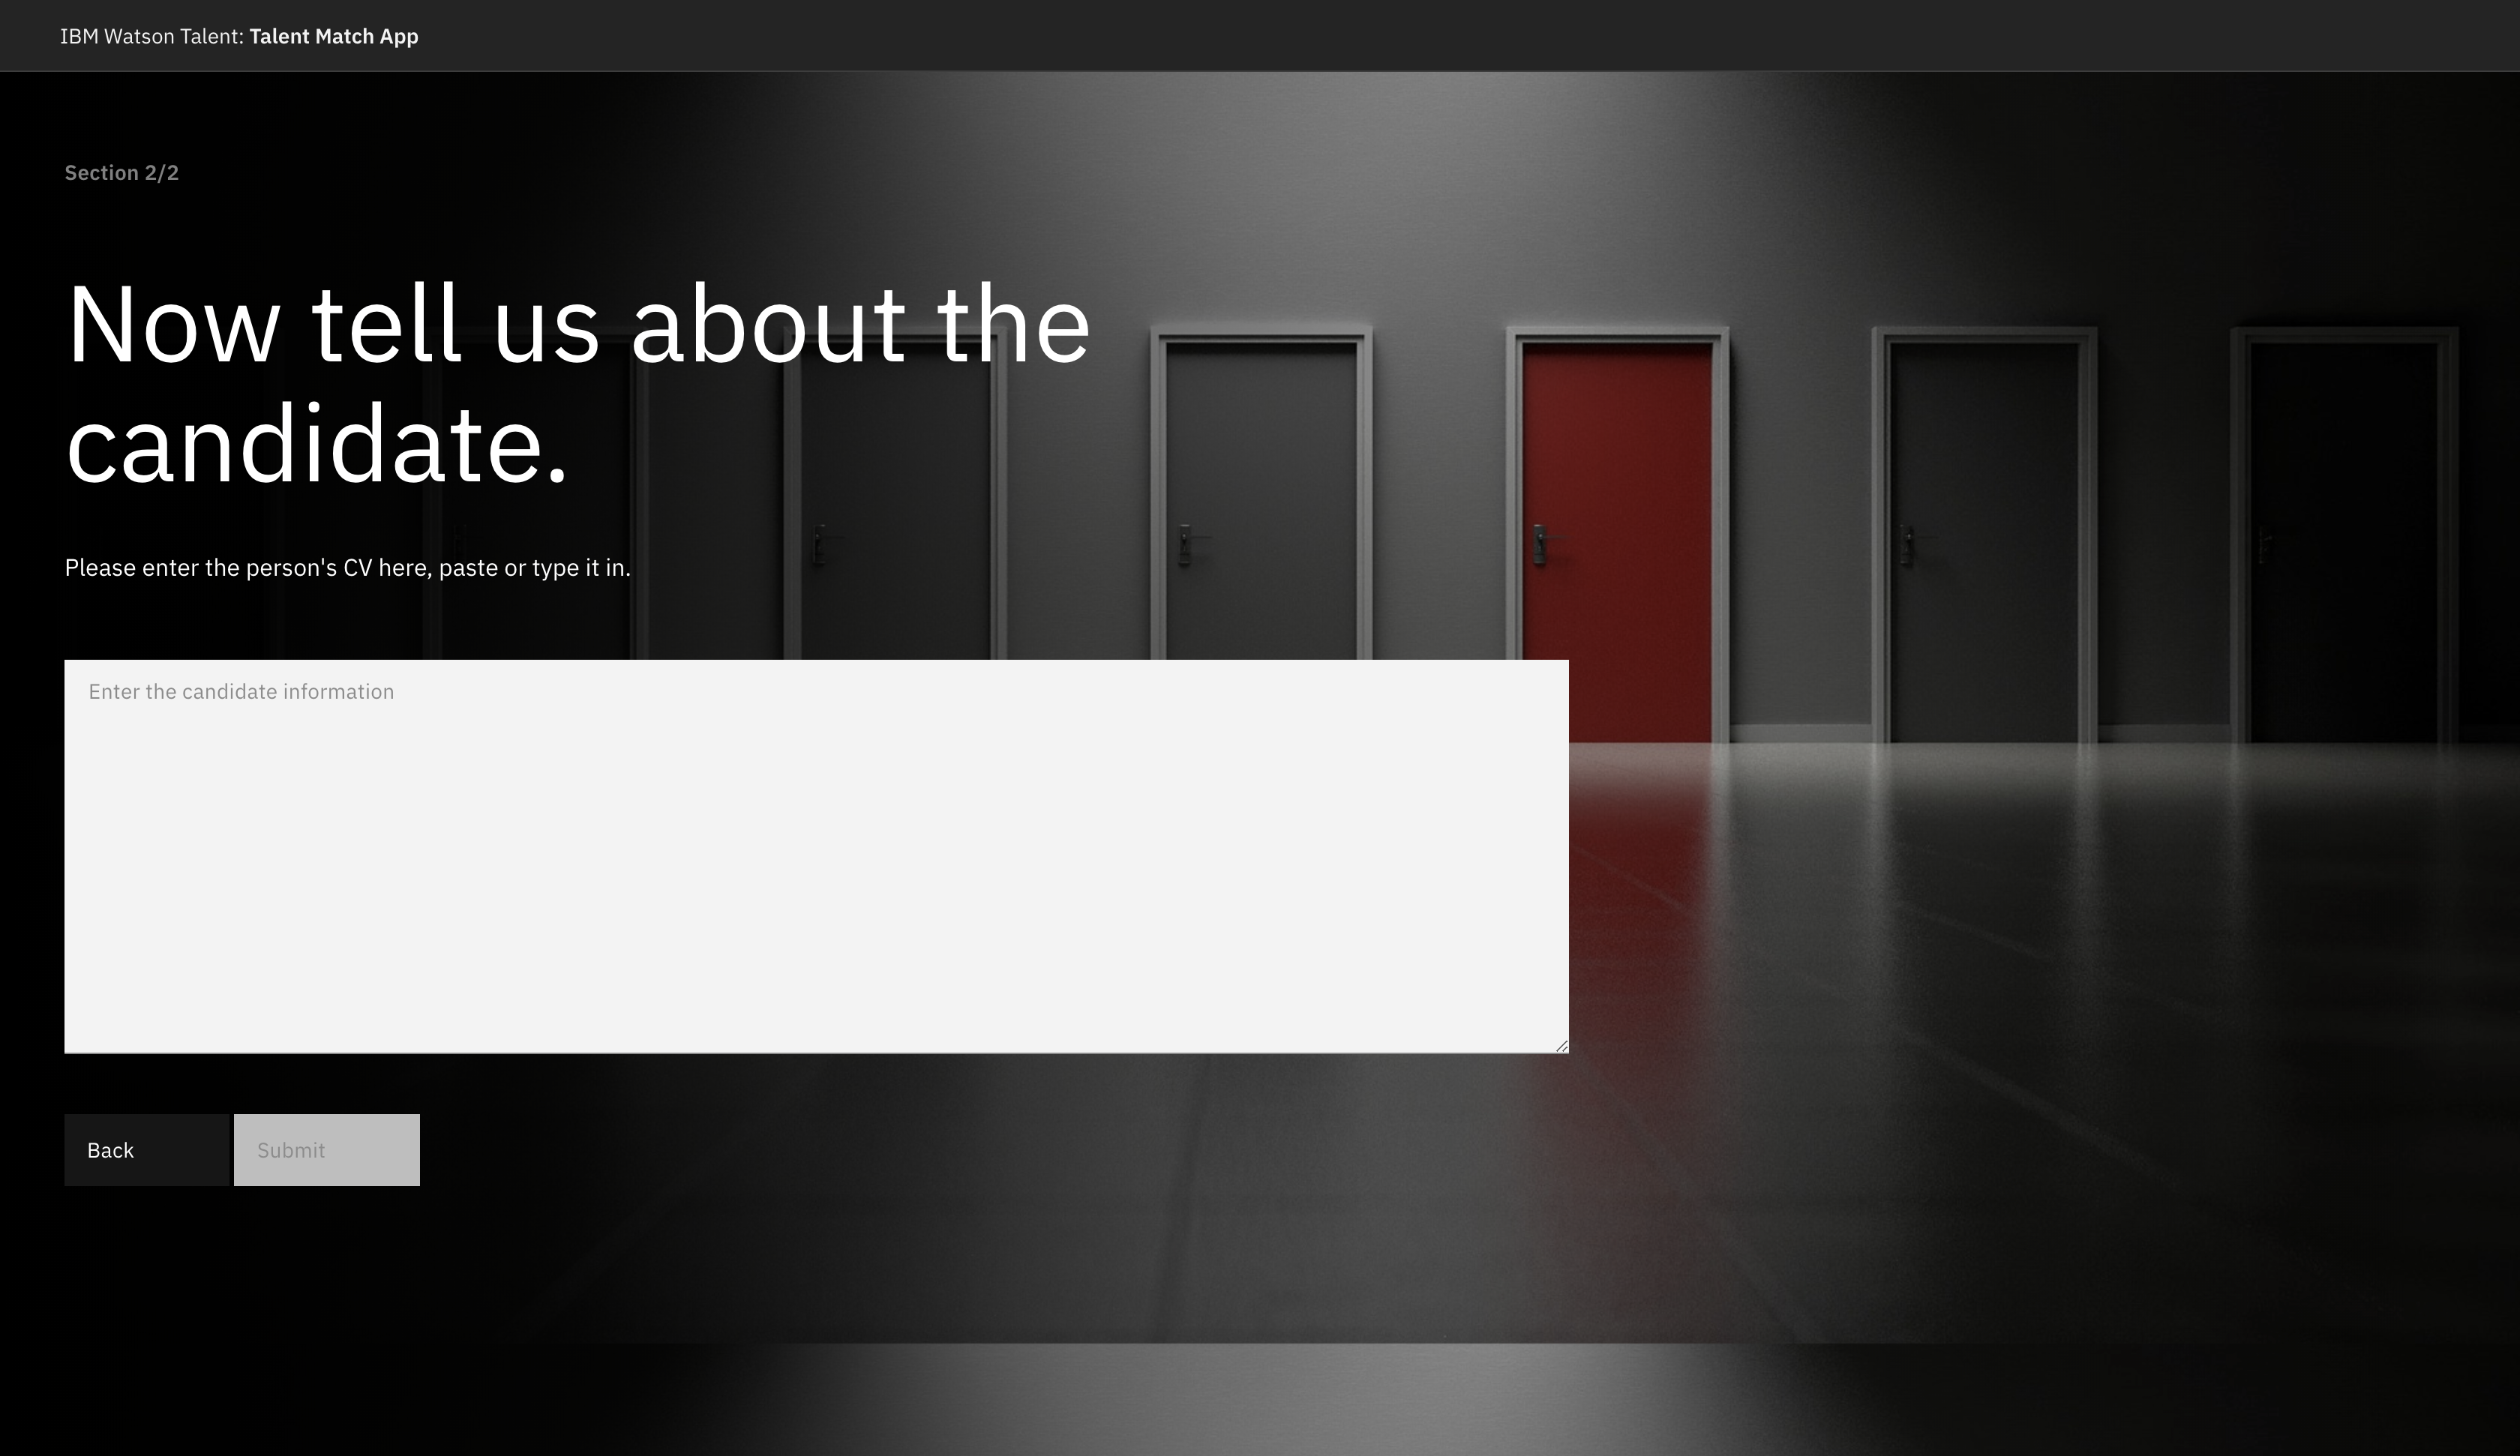 IBM Watson Talent: Talent Match App
Section 2/2
Now tell us about the
candidate.
Please enter the person's CV here, paste or type it in.
Enter the candidate information
Back
Submit